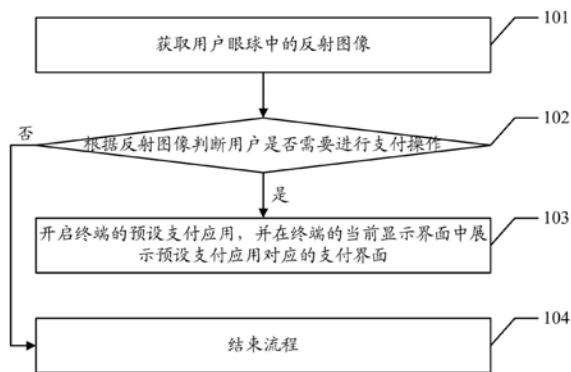 101
获取用户眼球中的反射图像
102
否
根据反射图像判断用户是否需要进行支付操作
是
103
开启终端的预设支付应用，并在终端的当前显示界面中展
示预设支付应用对应的支付界面
104
结束流程